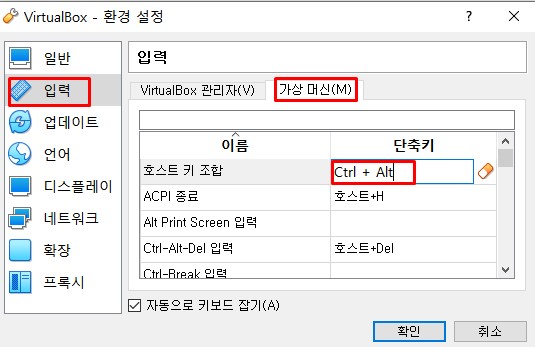 VirtualBox - 환경 설정
일반
입력
업데이트
언어
디스플레이
네트워크
확장
프록시
입력
VirtualBox 관리자(V) 가상 머신(M)
이름 단축키
호스트 키 조합 Ctrl + Alt
ACPI 종료 호스트+H
Alt Print Screen 입력
Ctrl-Alt-Del 입력 호스트+Del
Ctrl-Break 입력
자동으로 키보드 잡기(A)
확인 취소